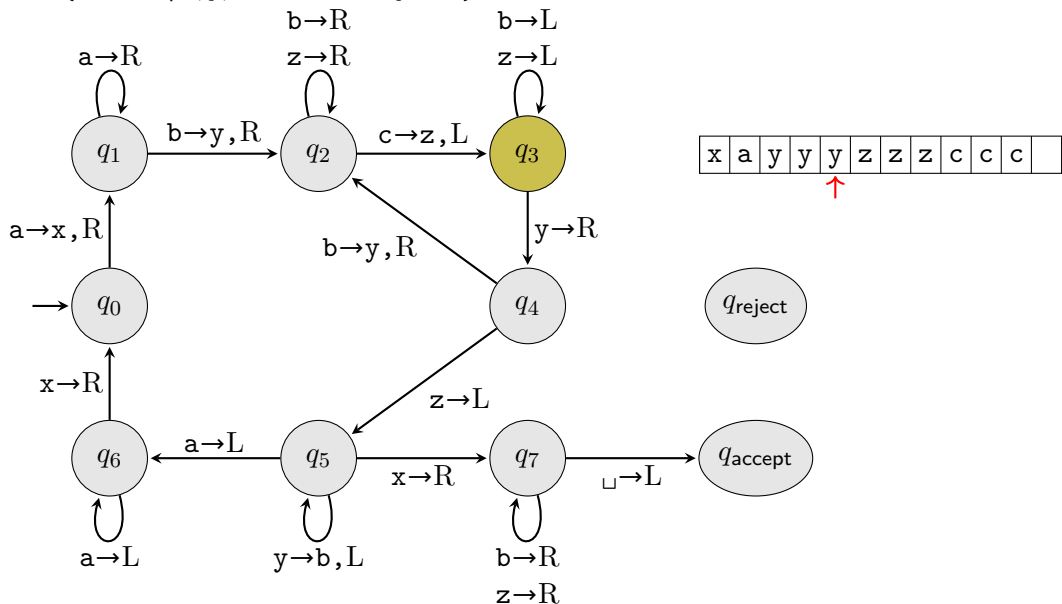 b→R
b→L
a→R
z→R
z→L
q1
b→y,R
q2
c→z,L
q3
x a y y y z z z c c c
a→x,R
b→y,R
y→R
q0
q4
qreject
x→R
z→L
q6
a→L
q5
x→R
q7
␣→L
qaccept
a→L
y→b,L
b→R
z→R